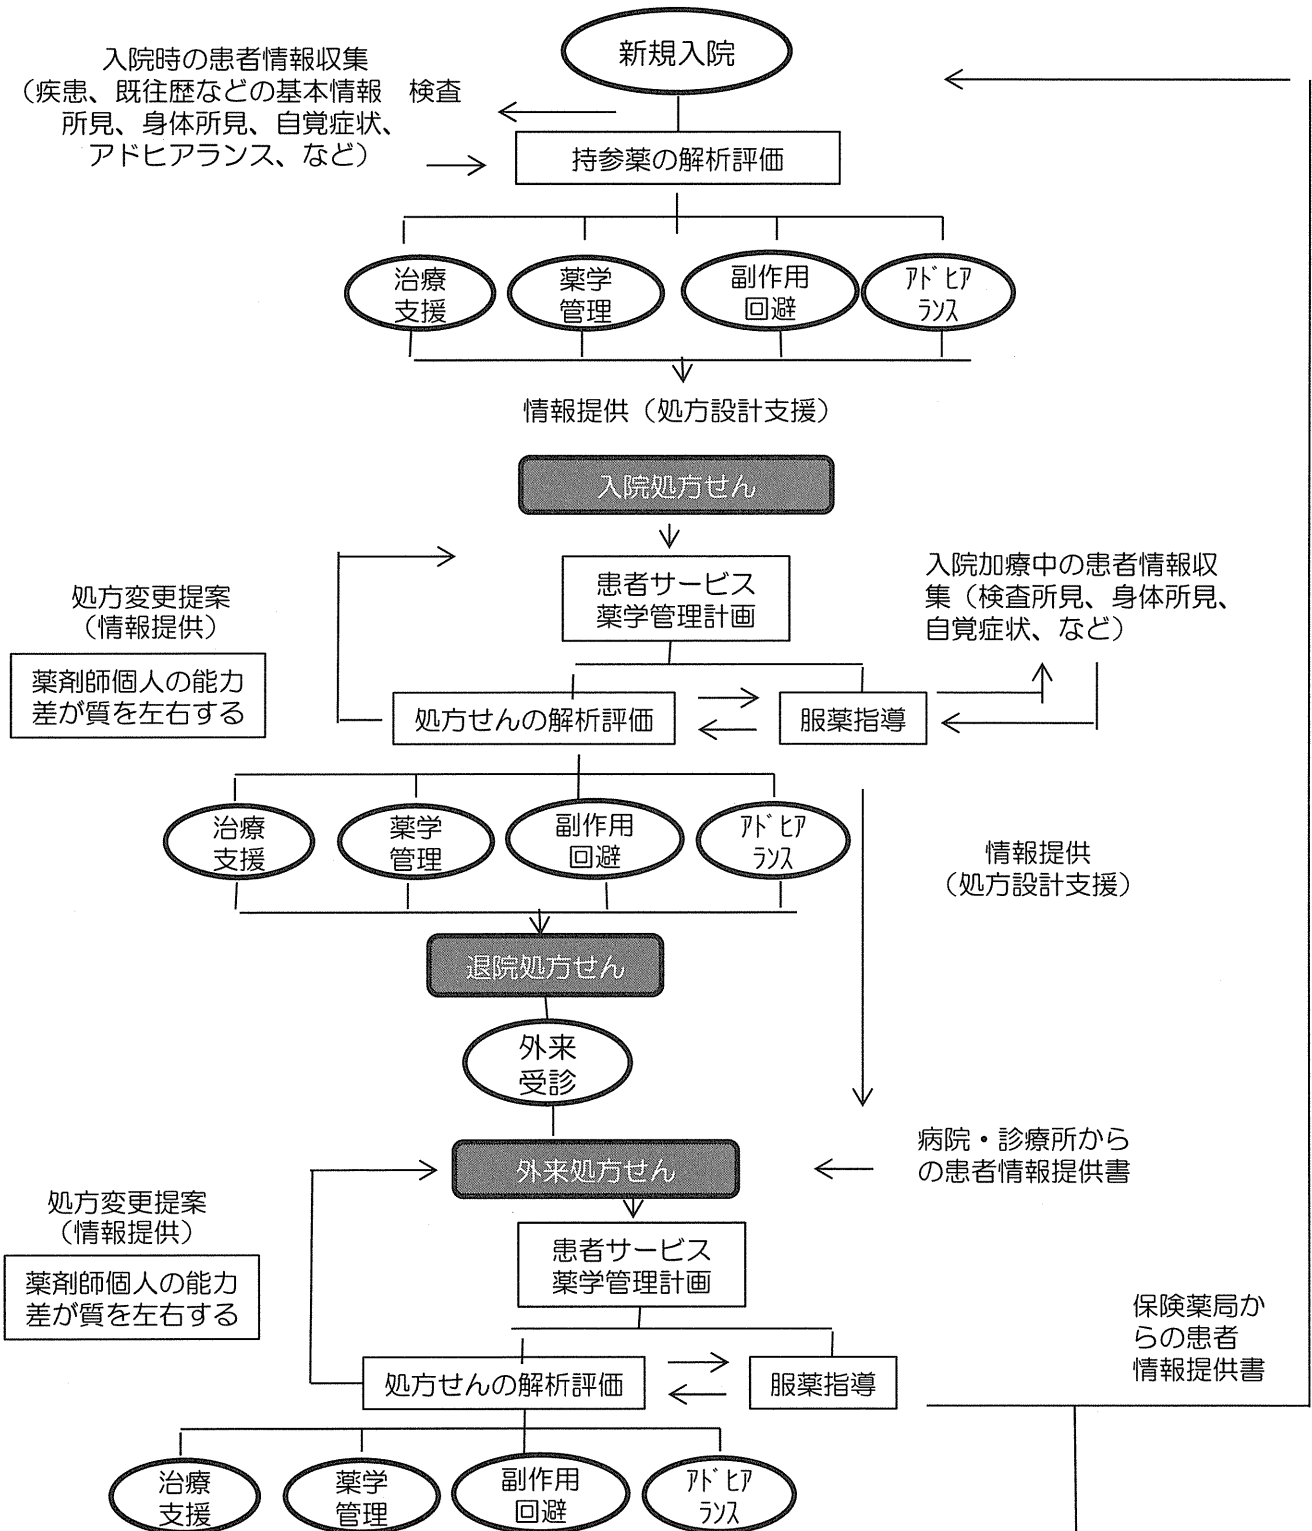 新規入院
入院時の患者情報収集
（疾患、既往歴などの基本情報　検査
所見、身体所見、自覚症状、
アドヒアランス、など）
持参薬の解析評価
治療
支援
薬学
管理
副作用
回避
ｱﾄﾞﾋｱ
ﾗﾝｽ
情報提供（処方設計支援）
入院処方せん
患者サービス
薬学管理計画
入院加療中の患者情報収
集（検査所見、身体所見、
自覚症状、など）
処方変更提案
（情報提供）
薬剤師個人の能力
差が質を左右する
処方せんの解析評価
服薬指導
治療
支援
薬学
管理
副作用
回避
ｱﾄﾞﾋｱ
ﾗﾝｽ
情報提供
（処方設計支援）
退院処方せん
外来
受診
外来処方せん
病院・診療所から
の患者情報提供書
処方変更提案
（情報提供）
薬剤師個人の能力
差が質を左右する
患者サービス
薬学管理計画
保険薬局か
らの患者
情報提供書
処方せんの解析評価
服薬指導
治療
支援
薬学
管理
副作用
回避
ｱﾄﾞﾋｱ
ﾗﾝｽ